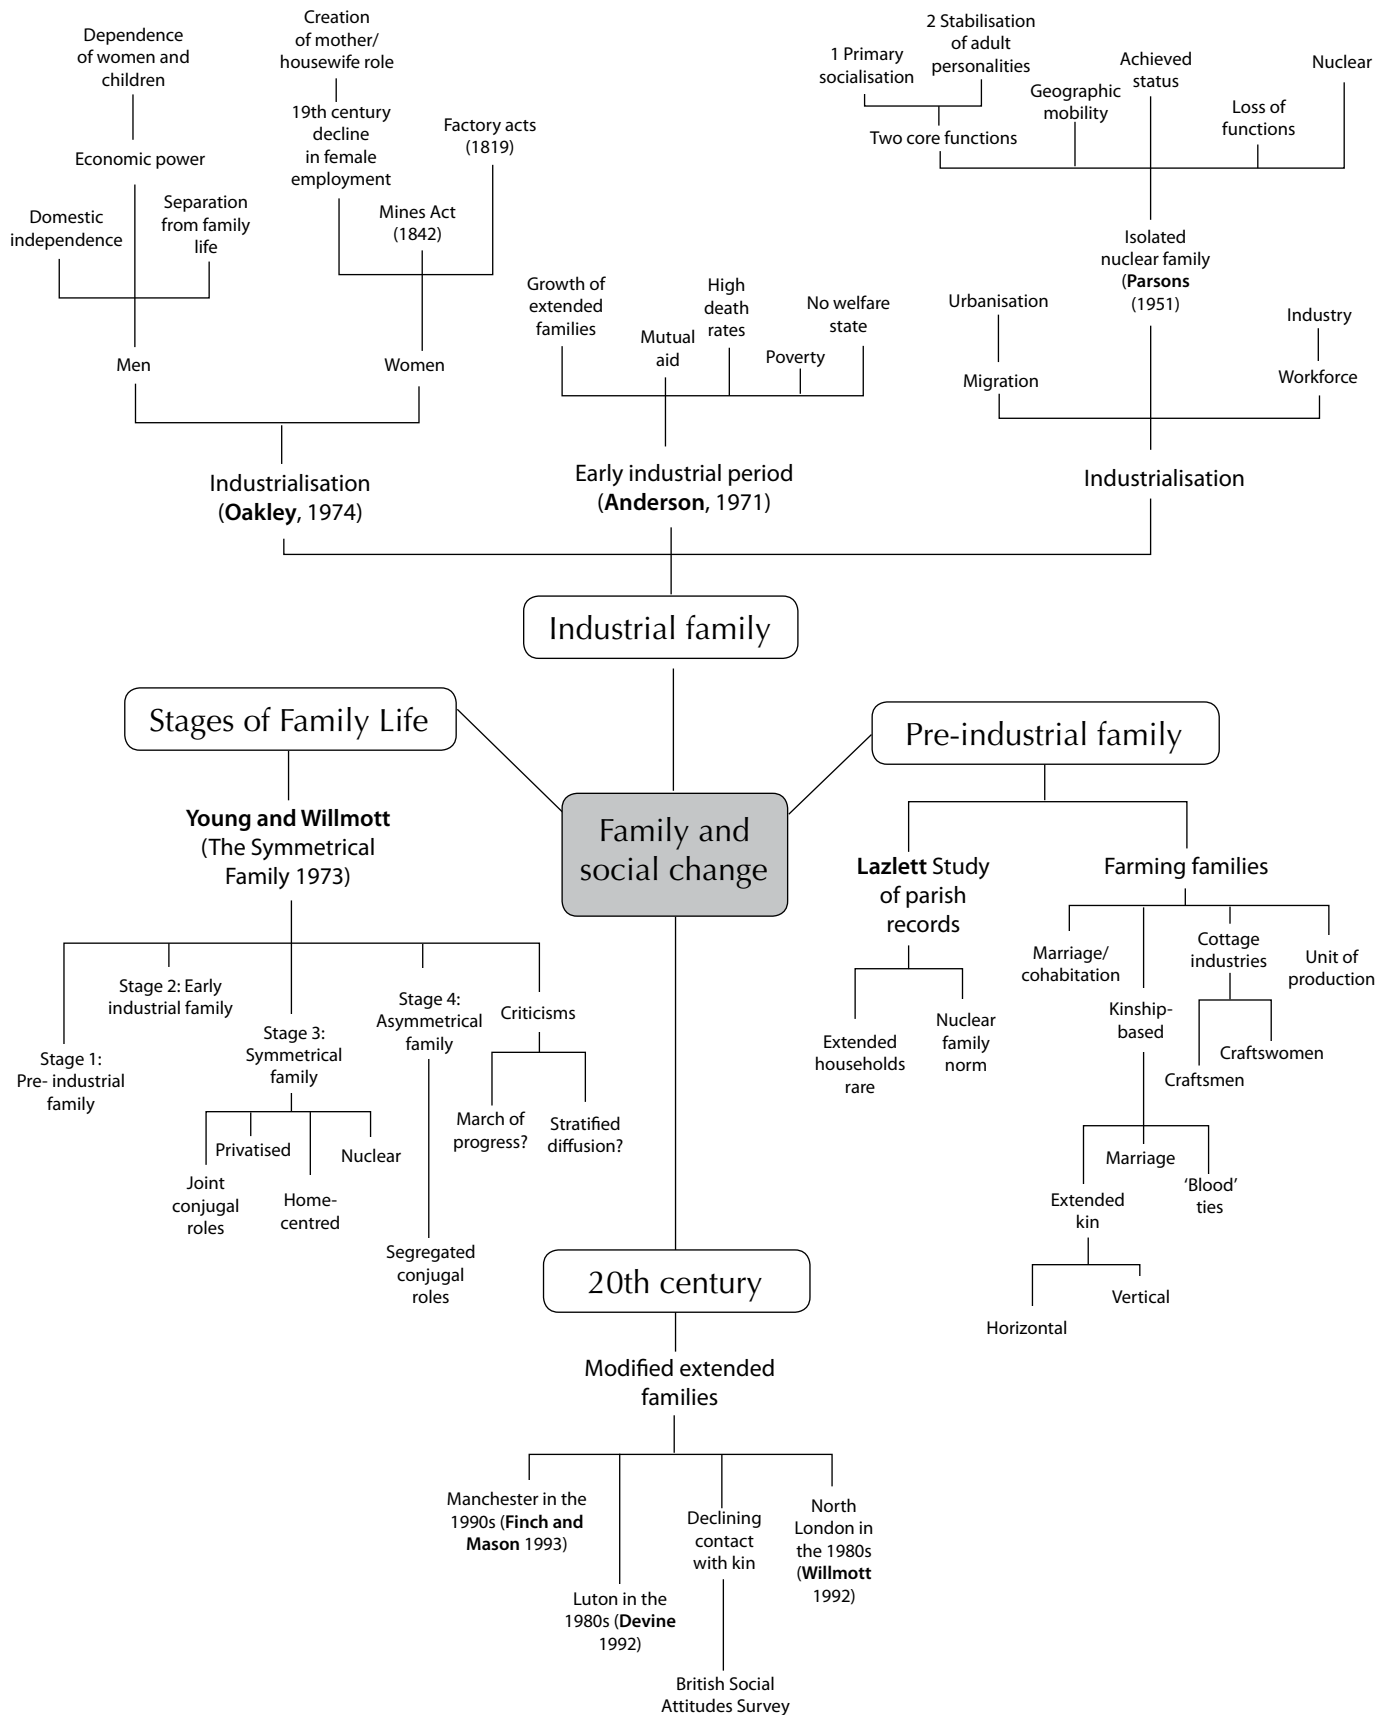 Dependence
of women and
children
Economic power
Domestic
independence
Separation
from family
life
Men
Creation
of mother/
housewife role
19th century
decline
in female
employment
Factory acts
(1819)
Mines Act
(1842)
Women
Industrialisation
(Oakley, 1974)
Growth of
extended
families
Mutual
aid
High
death
rates
Poverty
No welfare
state
Early industrial period
(Anderson, 1971)
1 Primary
socialisation
2 Stabilisation
of adult
personalities
Two core functions
Geographic
mobility
Achieved
status
Loss of
functions
Nuclear
Isolated
nuclear family
(Parsons
(1951)
Urbanisation
Migration
Industry
Workforce
Industrialisation
Industrial family
Stages of Family Life
Pre-industrial family
Family and
social change
Young and Willmott
(The Symmetrical
Family 1973)
Stage 1:
Pre- industrial
family
Stage 2: Early
industrial family
Stage 3:
Symmetrical
family
Joint
conjugal
roles
Privatised
Home-
centred
Nuclear
Stage 4:
Asymmetrical
family
Segregated
conjugal
roles
Criticisms
March of
progress?
Stratified
diffusion?
Lazlett Study
of parish
records
Extended
households
rare
Nuclear
family
norm
Farming families
Marriage/
cohabitation
Kinship-
based
Cottage
industries
Unit of
production
Craftsmen
Craftswomen
Extended
kin
Marriage
‘Blood’
ties
Horizontal
Vertical
20th century
Modified extended
families
Manchester in the
1990s (Finch and
Mason 1993)
Luton in the
1980s (Devine
1992)
Declining
contact
with kin
British Social
Attitudes Survey
North
London in
the 1980s
(Willmott
1992)